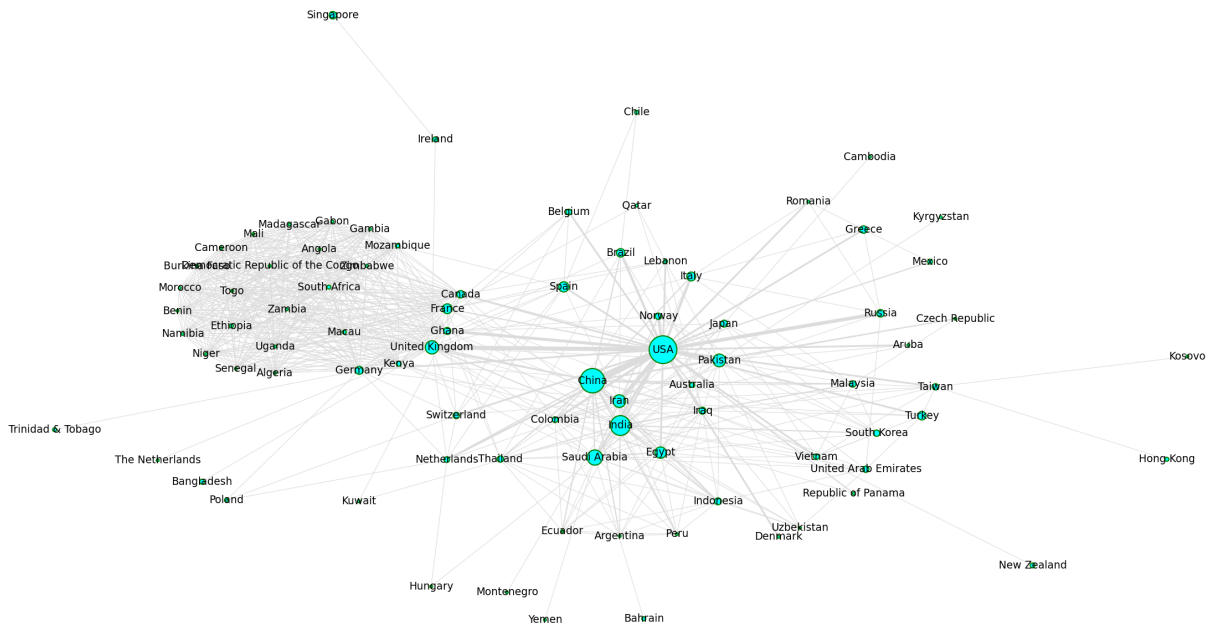 Singapore
Chile
Ireland
Cambodia
Romania
Qatar
Belgium
Kyrgyzstan
Gabon
Madagascar
Gambia
Greece
Mali
Mozambique
Cameroon
Angola
Brazil
Lebanon
Mexico
Burkina Faso
Democratic Republic of the Congo
Zimbabwe
Italy
Morocco
Togo
South Africa
Spain
Canada
Benin
Zambia
France
Norway
Russia
Czech Republic
Japan
Ethiopia
Namibia
Macau
Ghana
Uganda
United Kingdom
USA
Aruba
Niger
Kosovo
Kenya
Pakistan
Senegal
Algeria
Germany
China
Australia
Malaysia
Taiwan
Iran
Iraq
Switzerland
Colombia
Turkey
India
Trinidad & Tobago
South Korea
Egypt
Saudi Arabia
Vietnam
The Netherlands
Netherlands
Thailand
Hong Kong
United Arab Emirates
Bangladesh
Republic of Panama
Poland
Kuwait
Indonesia
Uzbekistan
Ecuador
Argentina
Peru
Denmark
New Zealand
Hungary
Montenegro
Yemen
Bahrain